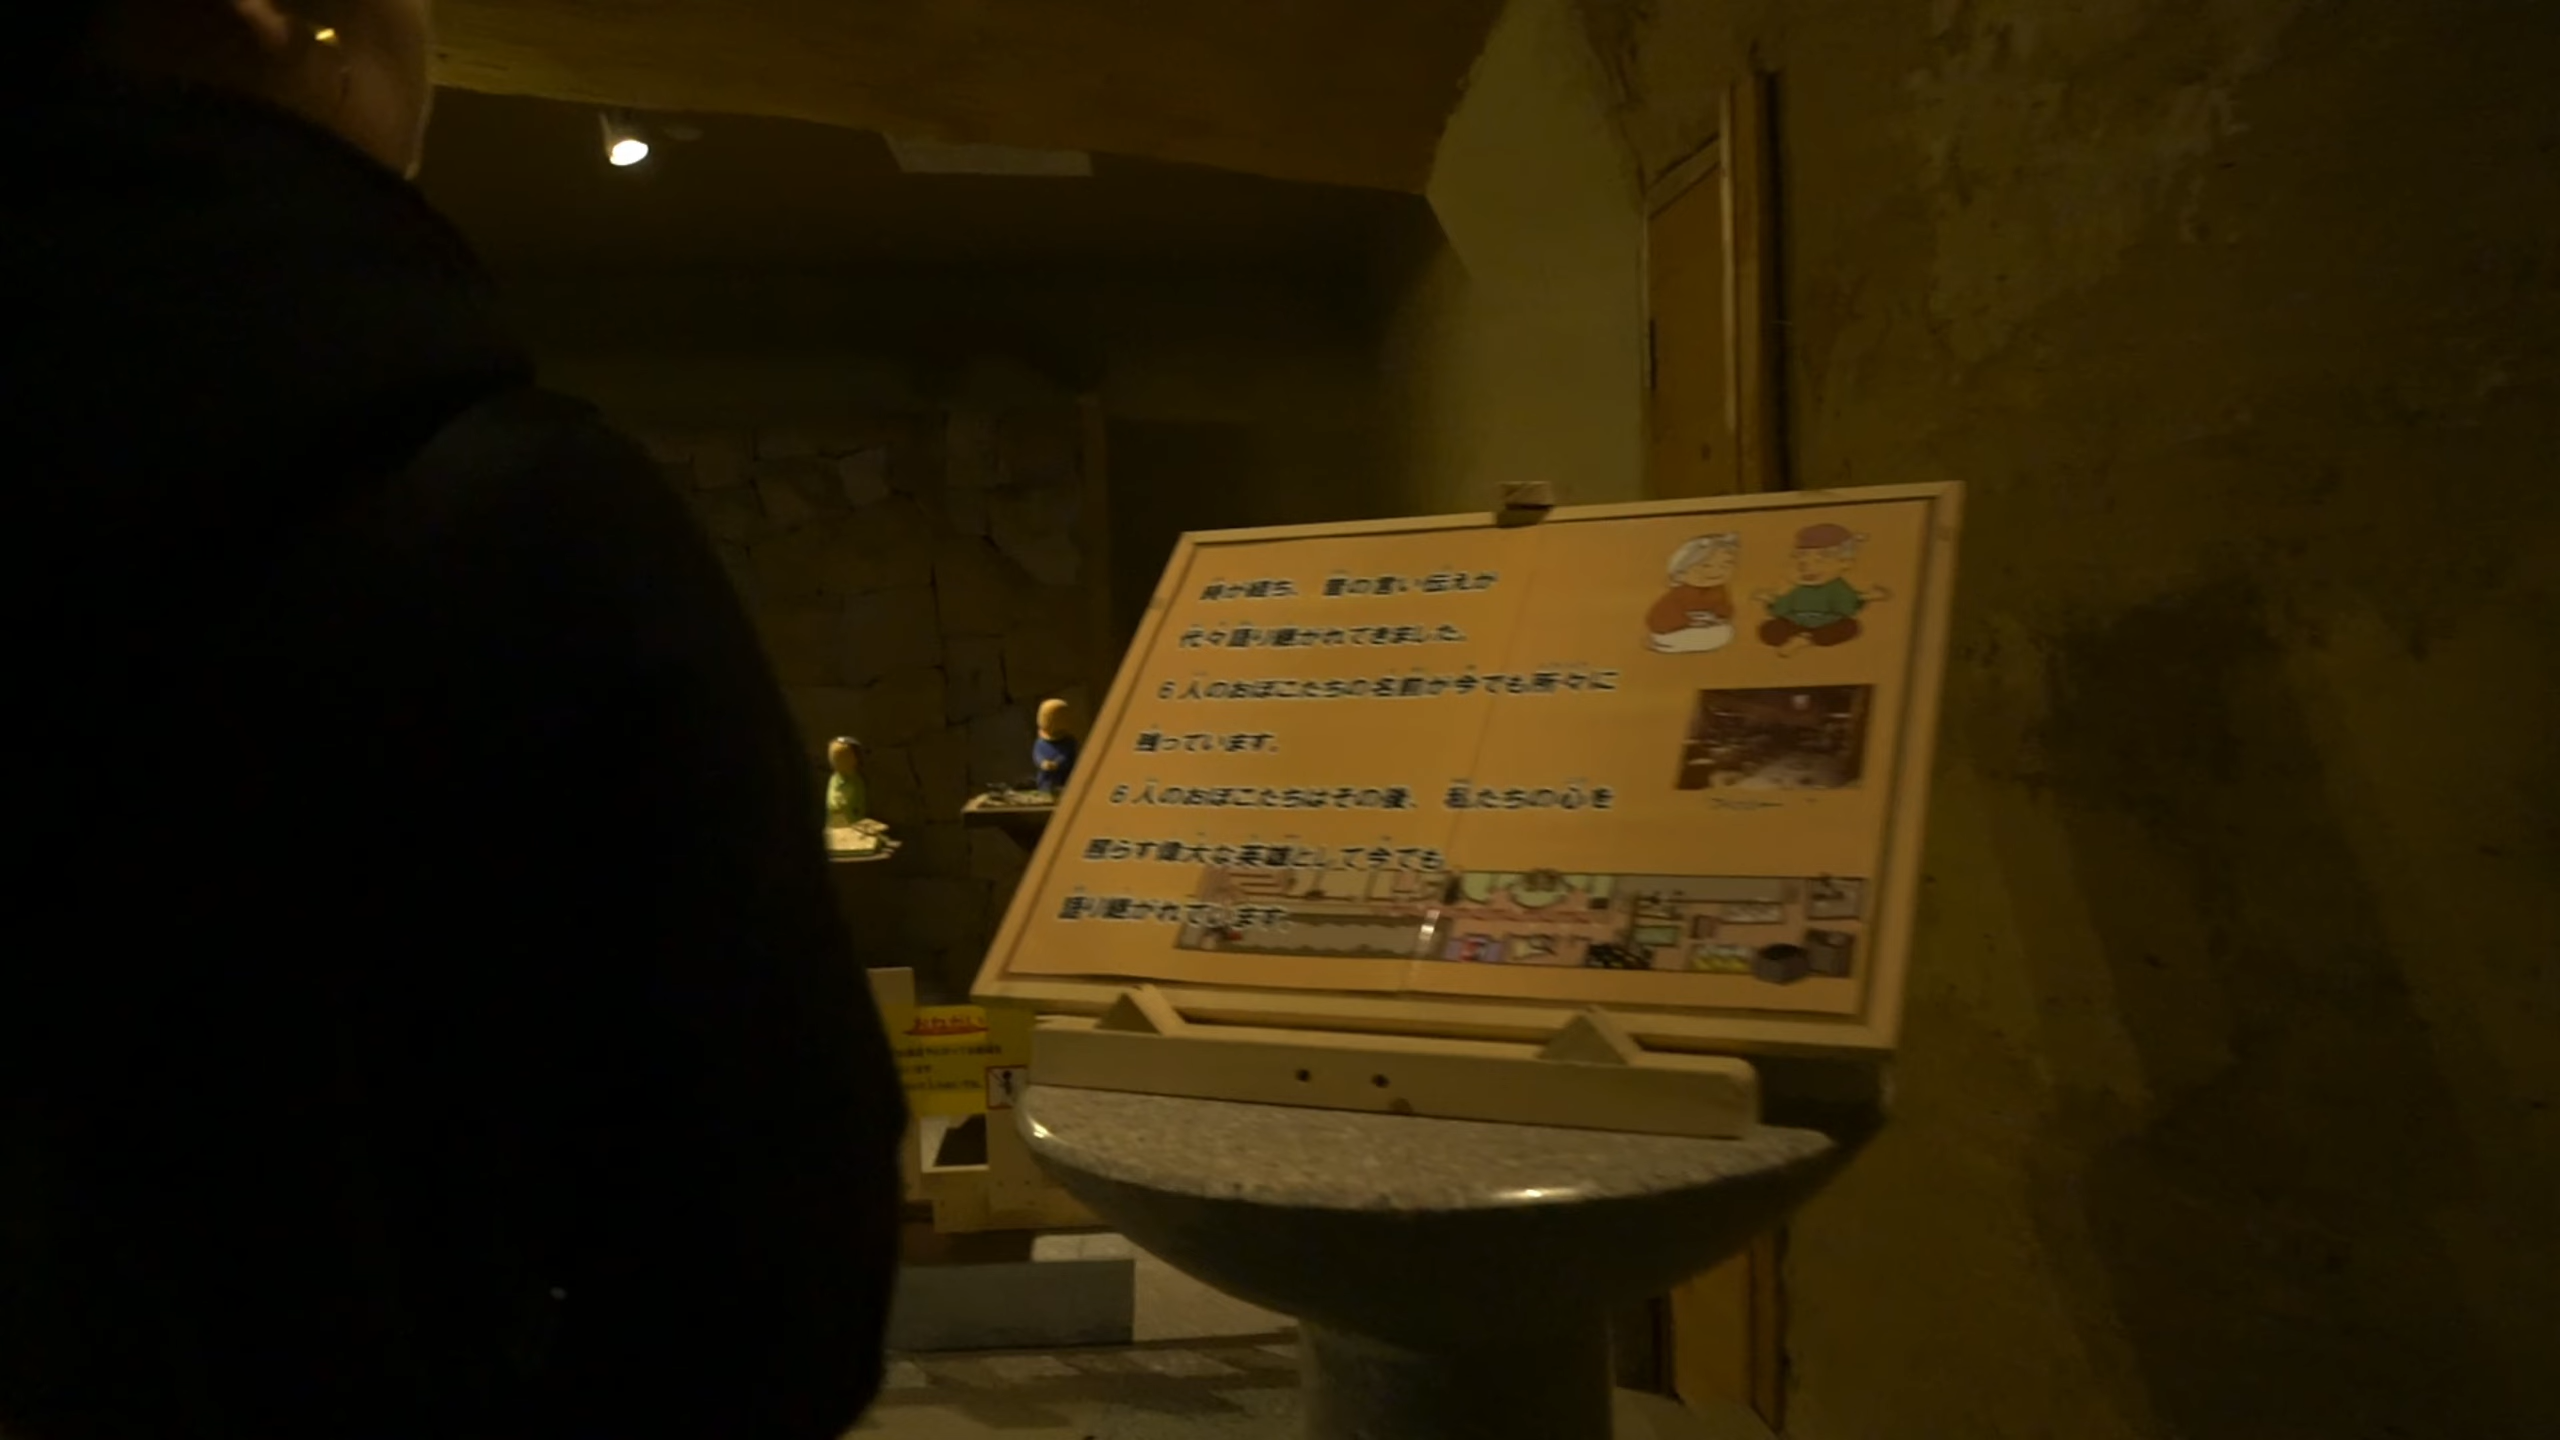 時が経ち、昔の言い伝えが
代々語り継がれてきました。
6人のおぼこたちの名前が今でも所々に
残っています。
6人のおぼこたちはその後、私たちの心を
照らす偉大な英雄として今でも
語り継がれています。
おねがい